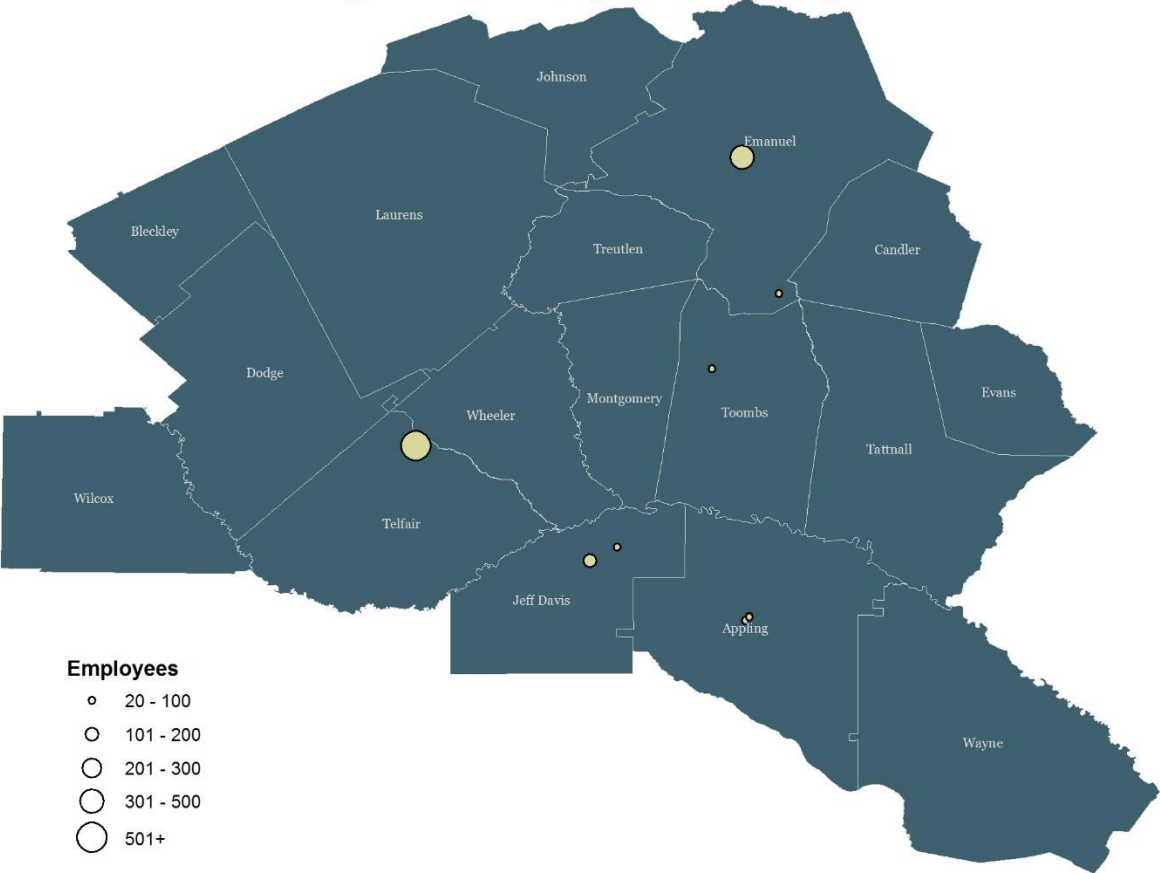 Johnson
Emanuel
Laurens
Bleckley
Treutlen
Candler
Dodge
Wheeler
Montgomery
Toombs
Evans
Tattnall
Wilcox
Telfair
Jeff Davis
Appling
Wayne
Employees
20 - 100
101 - 200
201 - 300
301 - 500
501+